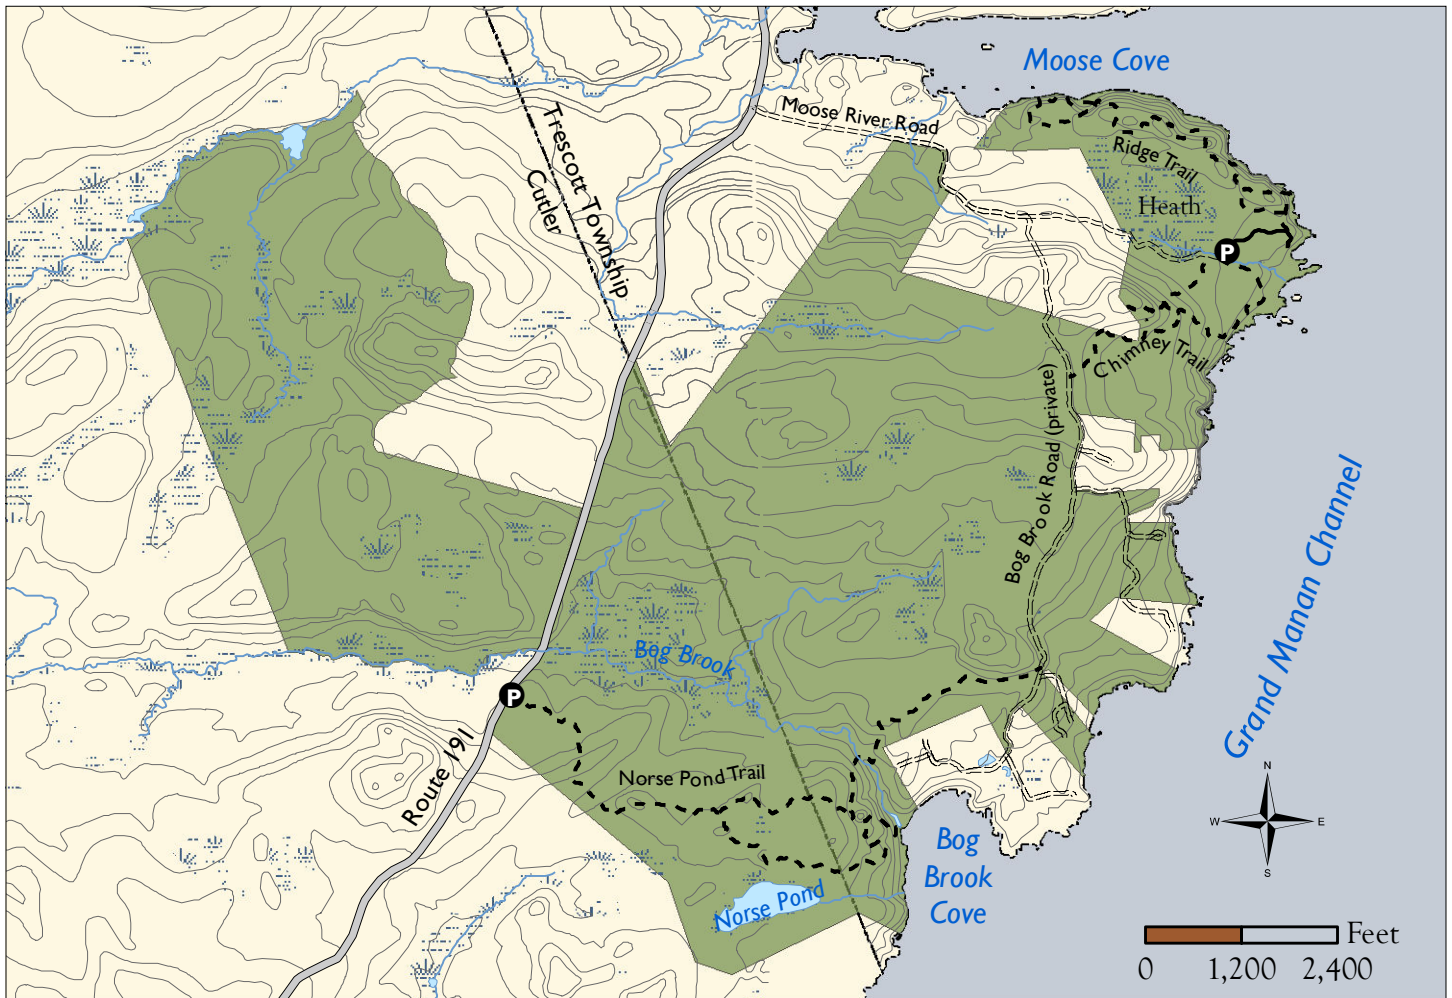 Moose Cove
Moose River Road
Trescott Township
Cutler
Ridge Trail
Heath
P
Chimney Trail
Bog Brook Road (private)
Grand Manan Channel
Bog Brook
P
Route 191
Norse Pond Trail
Norse Pond
Bog
Brook
Cove
N
W
E
S
Feet
0
1,200
2,400